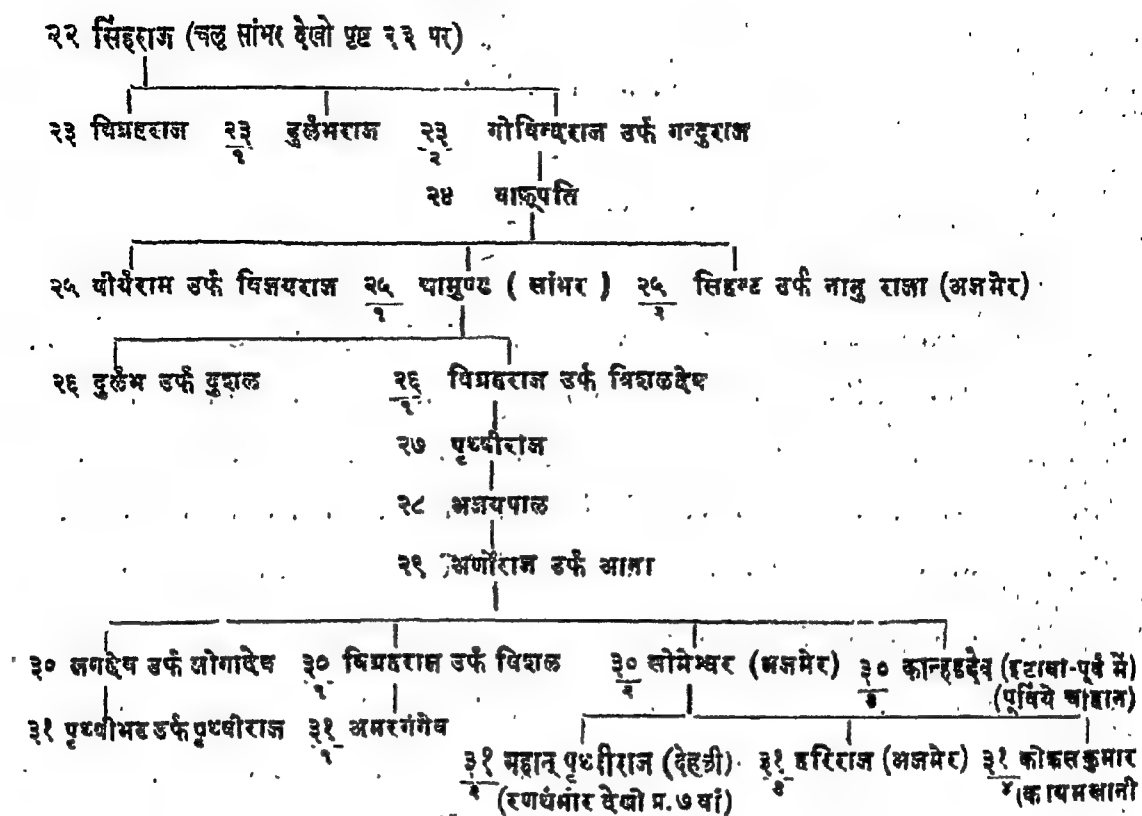 २२ सिंहराज (चलु सांभर देखो पृष्ट २३ पर)
२३ विग्रहराज २३/१ दुर्लभराज २३/२ गोविन्दराज उर्फ गन्दुराज
२४ वाक्पति
२५ वीर्यराम उर्फ विजयराज २५/१ चामुण्ड ( सांभर ) २५/२ सिहण्ट उर्फ नानु राजा (अजमेर)
२६ दुर्लभ उर्फ दुशल २६/१ विग्रहराज उर्फ त्रिशलदेव
२७ पृथ्वीराज
२८ अजयपाल
२९ अर्णोराज उर्फ आना
३० जगदेव उर्फ जोगादेव ३०/१ विग्रहराज उर्फ विशल ३०/२ सोमेश्वर (अजमेर) ३०/३ कान्हडदेव (इटावा-पूर्व में)
(पूर्विये चाहान)
३१ पृथ्वीभट उर्फ पृथ्वीराज ३१/१ अमरगंगेव
३१/२ महान् पृथ्वीराज (देहली) ३१/३ हरिराज (अजमेर) ३१/४ कोकलकुमार
(रणथंभोर देखो प्र. ७ वां) (कायमखानी